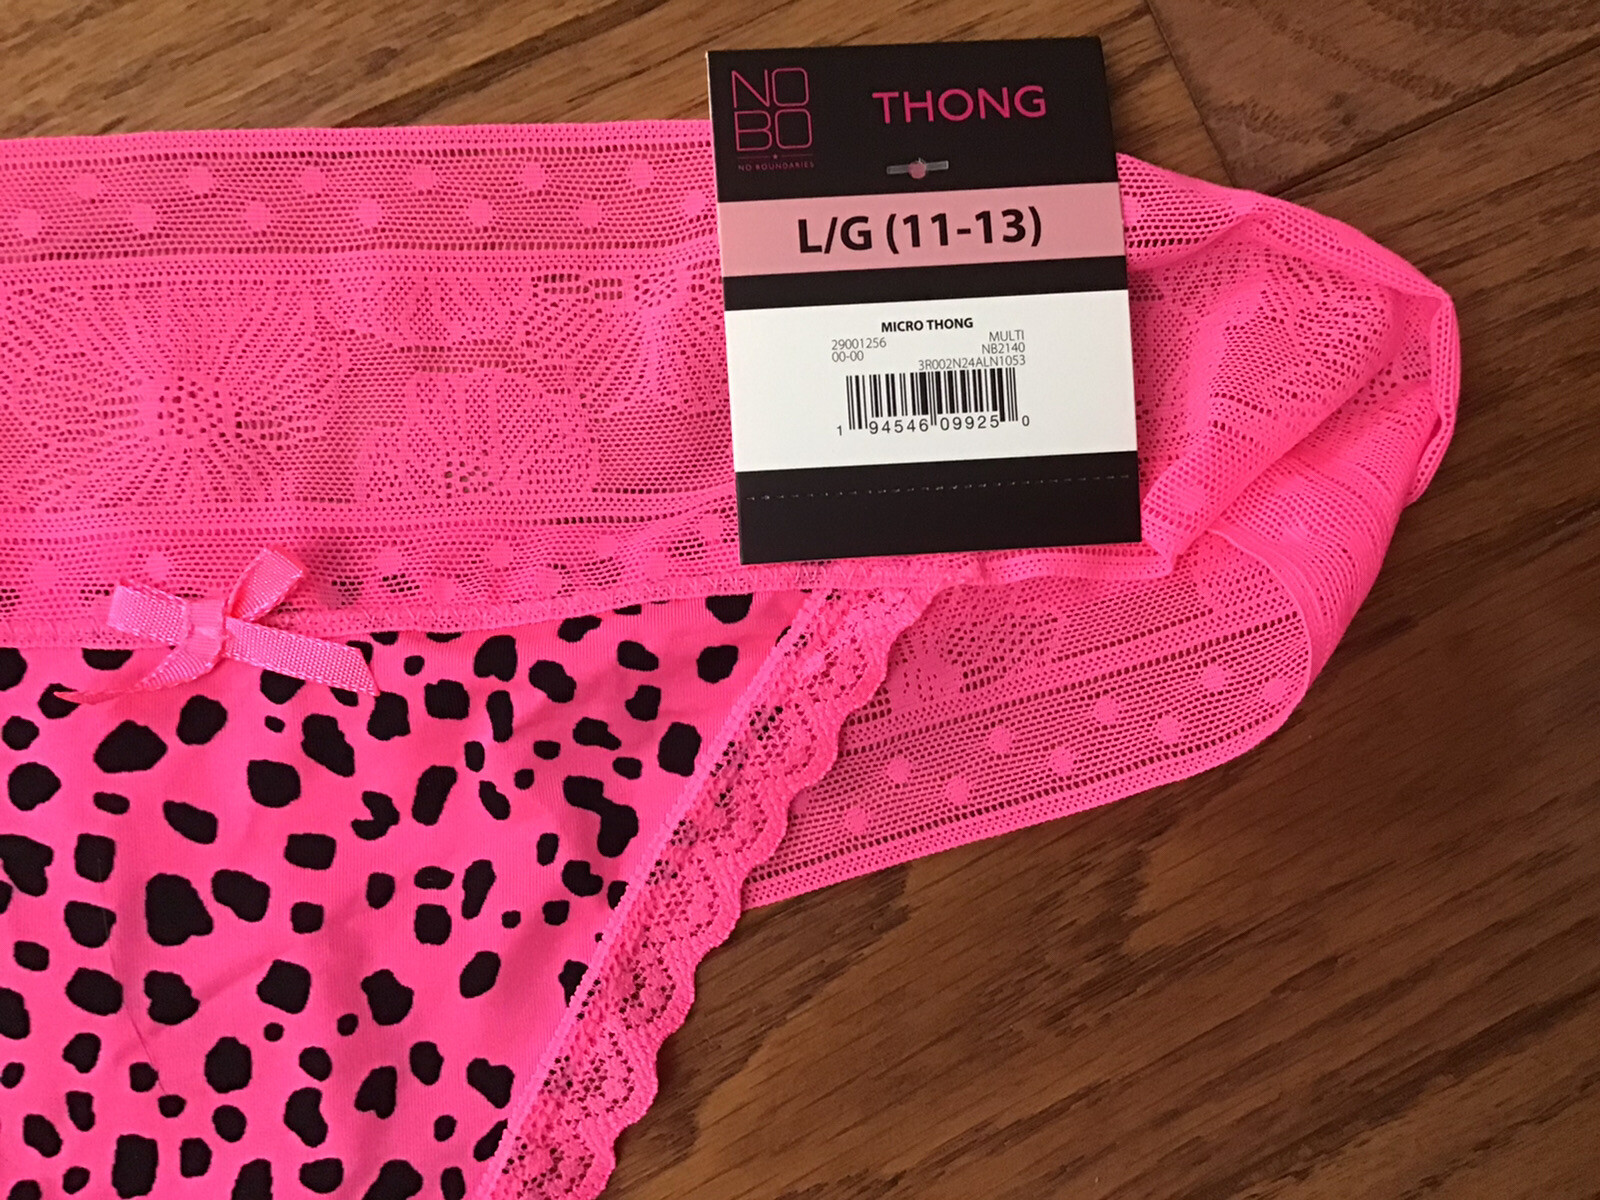 NO
BO
NO BOUNDARIES
THONG
L/G (11-13)
MICRO THONG
29001256 MULTI
00-00 NB2140
3R002N24ALN1053
1 94546 09925 0